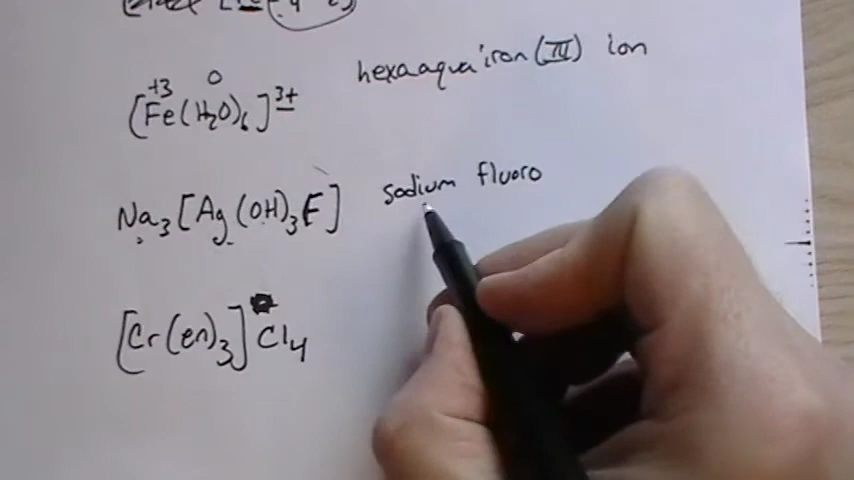 hexaaquairon (III) ion
+3 0
[Fe(H2O)6]3+
Na3[Ag(OH)3F] sodium fluoro
[Cr(en)3]Cl4